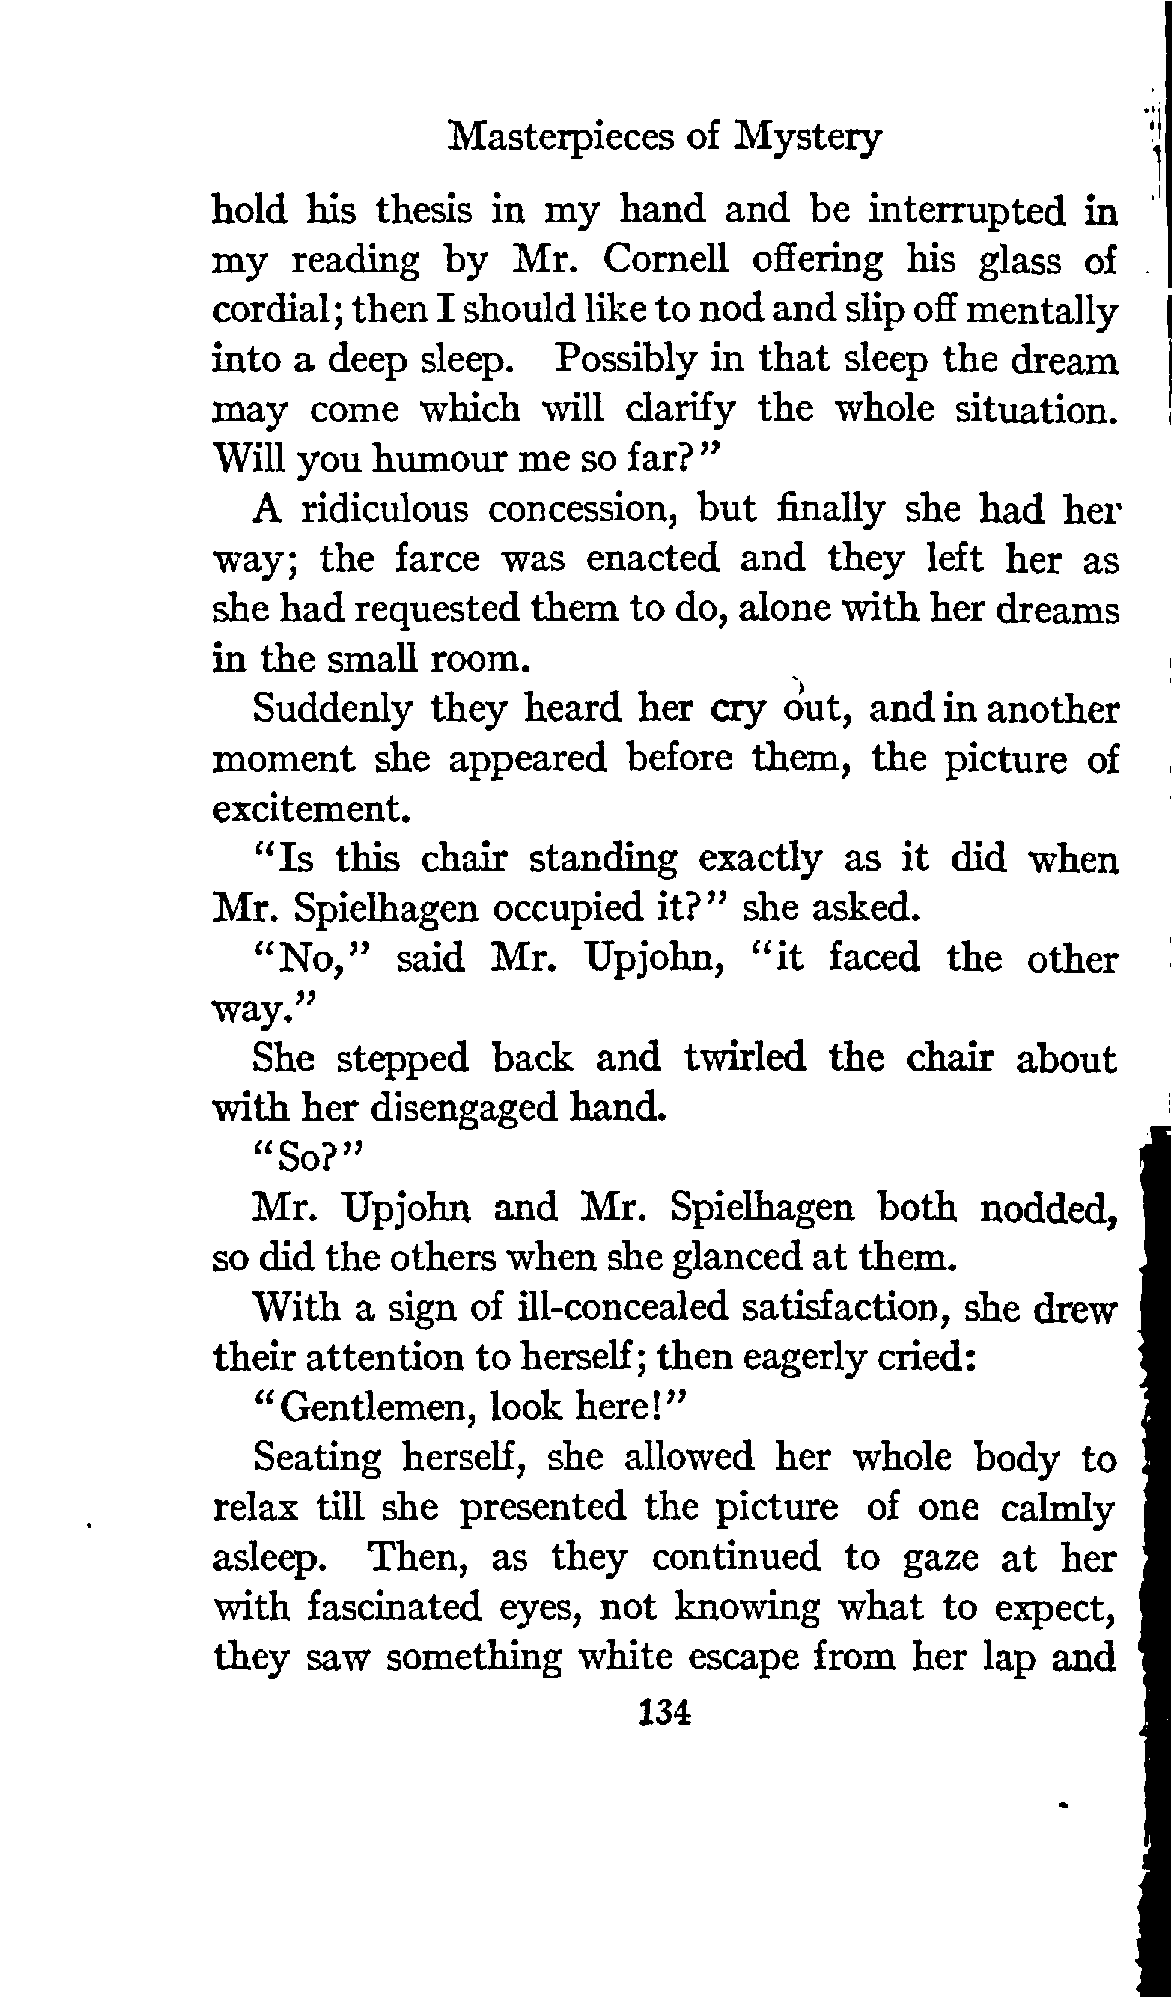 Masterpieces of Mystery
hold his thesis in my hand and be interrupted in
my reading by Mr. Cornell offering his glass of
cordial; then I should like to nod and slip off mentally
into a deep sleep. Possibly in that sleep the dream
may come which will clarify the whole situation.
Will you humour me so far?"
A ridiculous concession, but finally she had her
way; the farce was enacted and they left her as
she had requested them to do, alone with her dreams
in the small room.
Suddenly they heard her cry out, and in another
moment she appeared before them, the picture of
excitement.
"Is this chair standing exactly as it did when
Mr. Spielhagen occupied it?" she asked.
"No," said Mr. Upjohn, "it faced the other
way."
She stepped back and twirled the chair about
with her disengaged hand.
"So?"
Mr. Upjohn and Mr. Spielhagen both nodded,
so did the others when she glanced at them.
With a sign of ill-concealed satisfaction, she drew
their attention to herself; then eagerly cried:
"Gentlemen, look here!"
Seating herself, she allowed her whole body to
relax till she presented the picture of one calmly
asleep. Then, as they continued to gaze at her
with fascinated eyes, not knowing what to expect,
they saw something white escape from her lap and
134